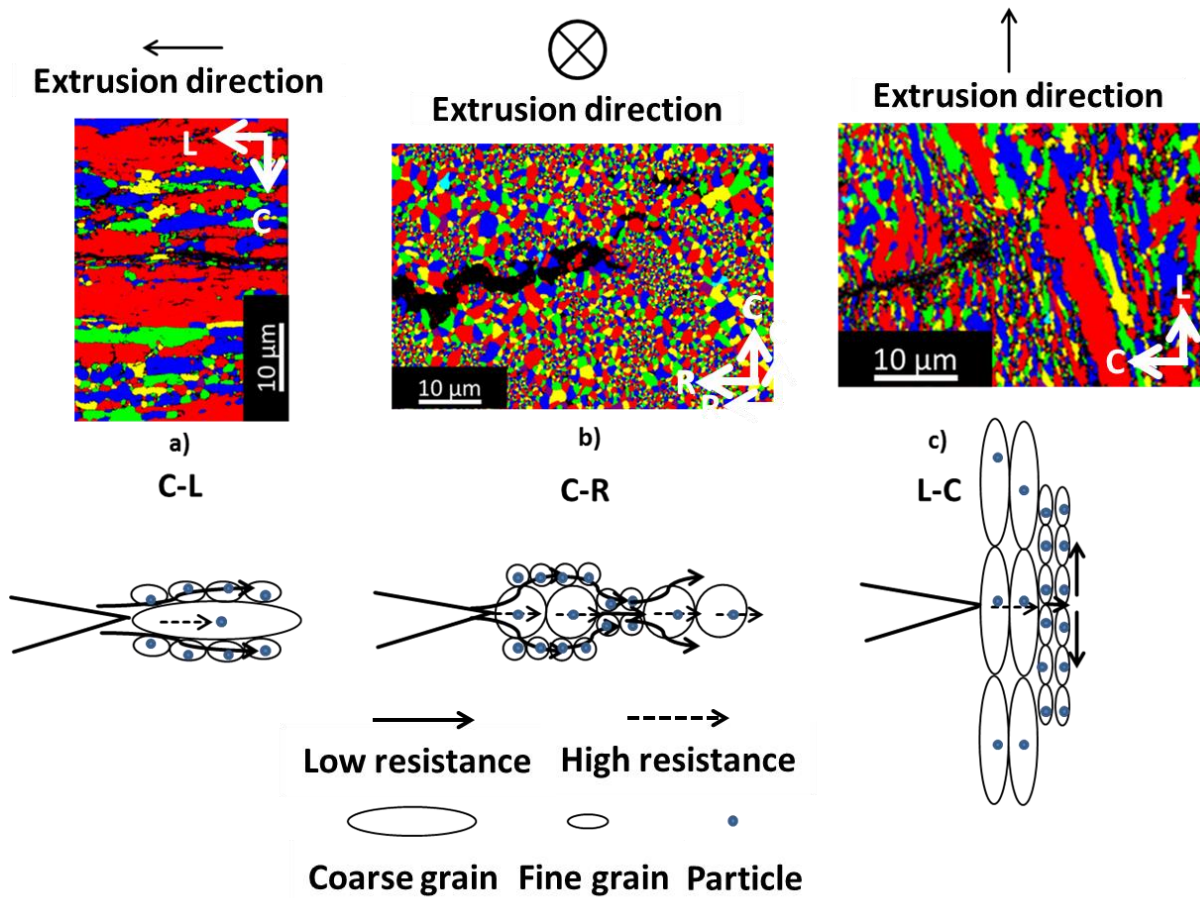 Extrusion direction
Extrusion direction
Extrusion direction
L
C
10 µm
C
R
10 µm
L
C
10 µm
a)
b)
c)
C-L
C-R
L-C
Low resistance
High resistance
Coarse grain
Fine grain
Particle